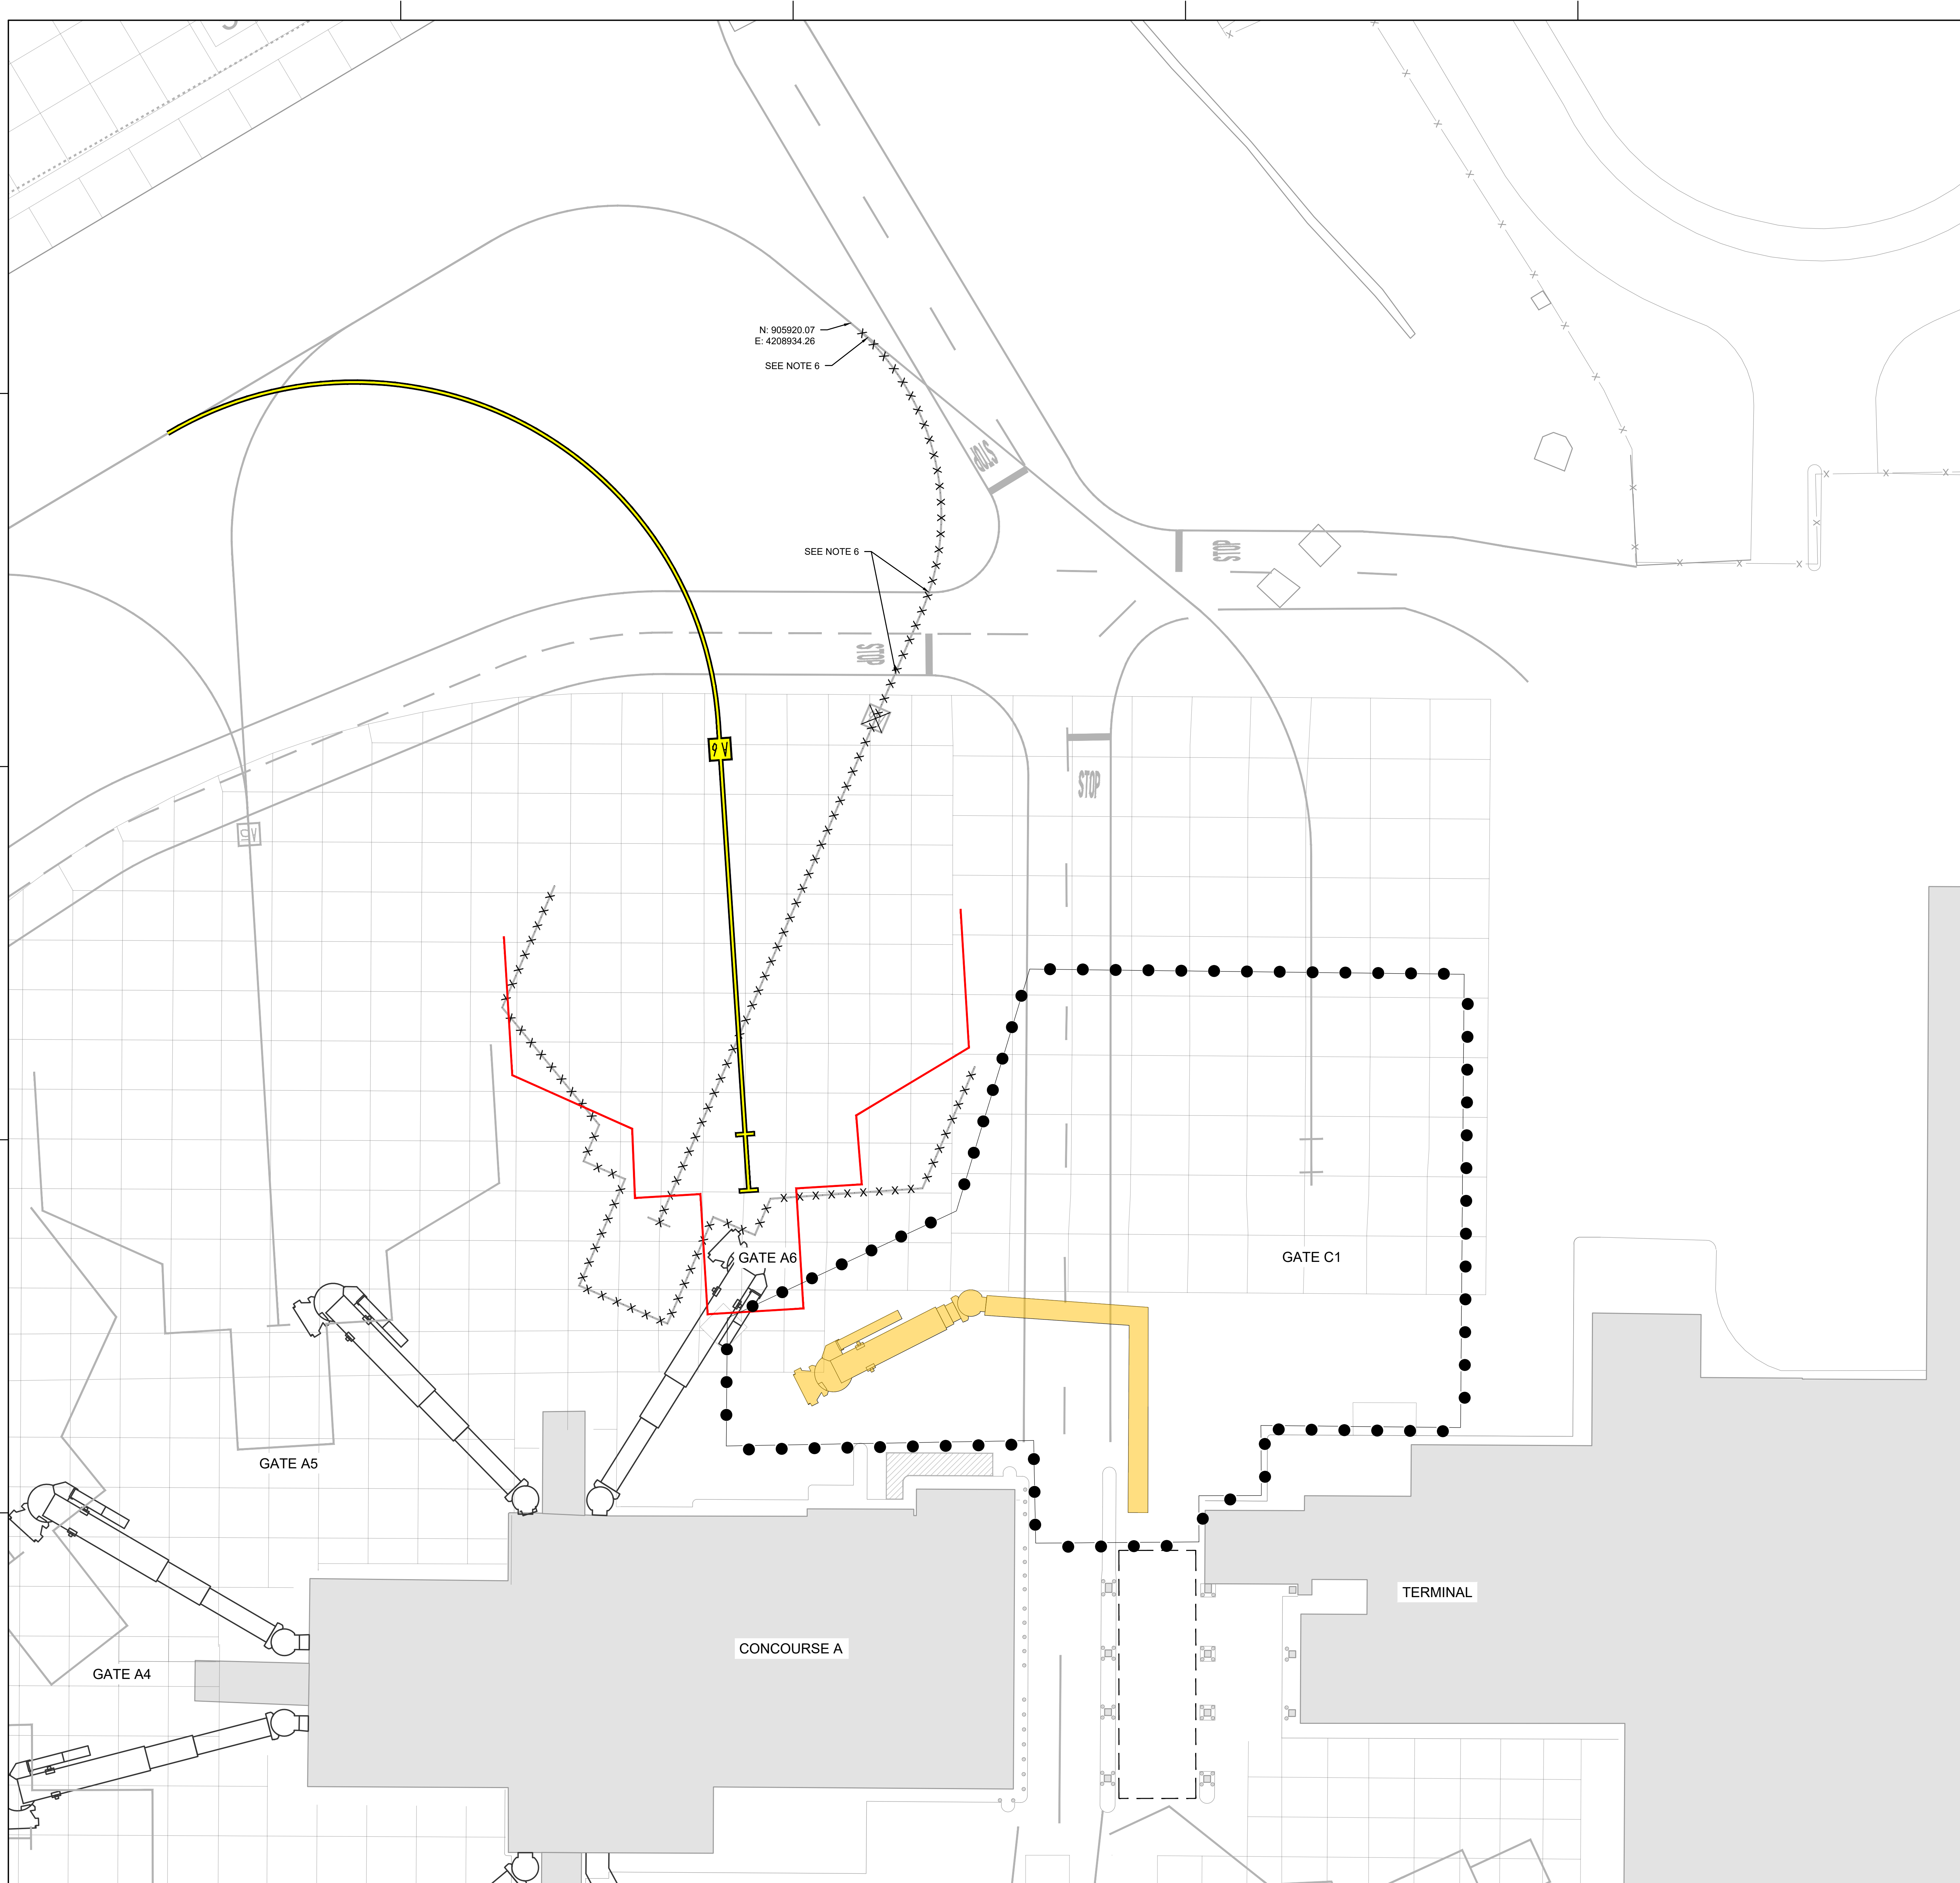 N: 905920.07
E: 4208934.26
SEE NOTE 6
STOP
SEE NOTE 6
STOP
STOP
A6
STOP
GATE A6
GATE C1
GATE A5
TERMINAL
CONCOURSE A
GATE A4